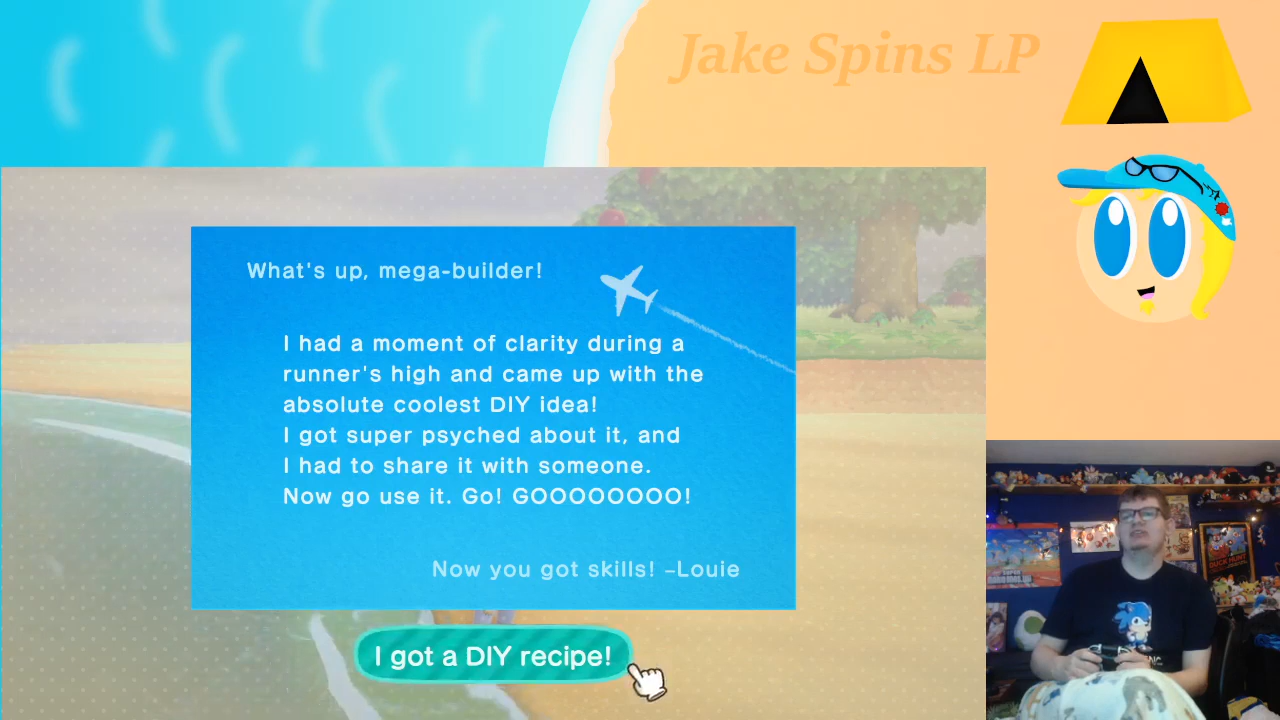 Jake Spins LP
What's up, mega-builder!
I had a moment of clarity during a
runner's high and came up with the
absolute coolest DIY idea!
I got super psyched about it, and
I had to share it with someone.
Now go use it. Go! GOOOOOOOO!
Now you got skills! –Louie
I got a DIY recipe!
DUCK HUNT